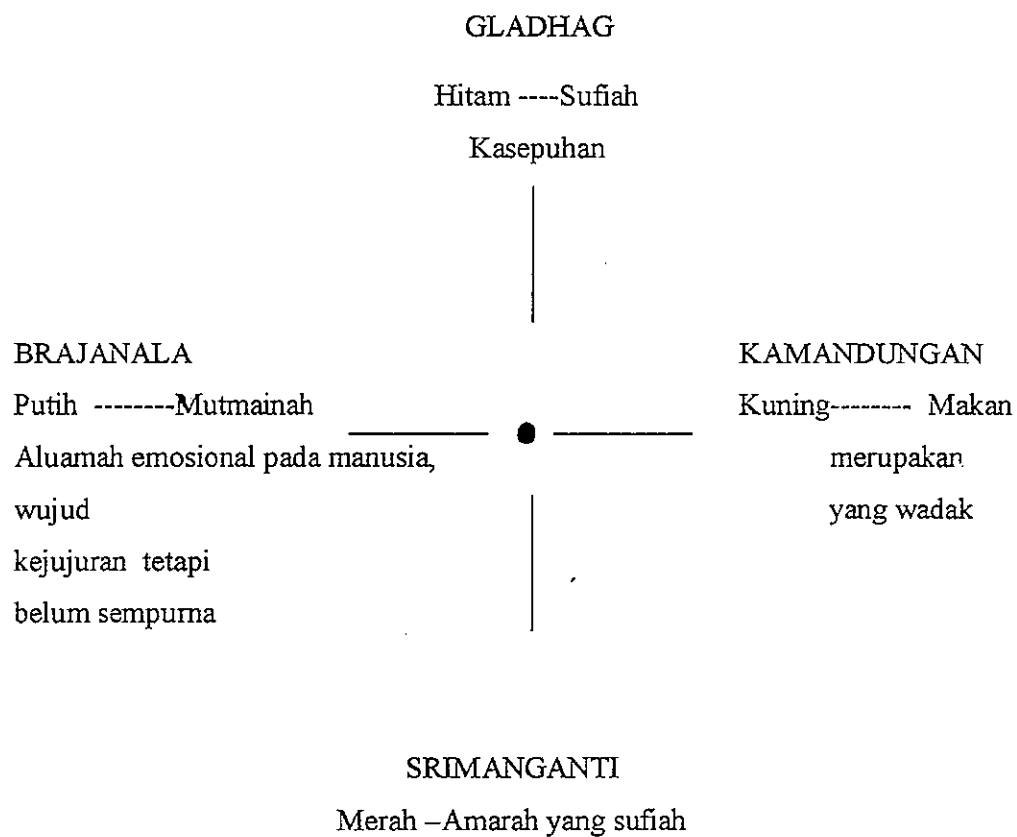 GLADHAG
Hitam ----Sufiah
Kasepuhan
BRAJANALA
Putih --------Mutmainah
Aluamah emosional pada manusia,
wujud
kejujuran tetapi
belum sempurna
KAMANDUNGAN
Kuning-------- Makan
merupakan
yang wadak
SRIMANGANTI
Merah –Amarah yang sufiah